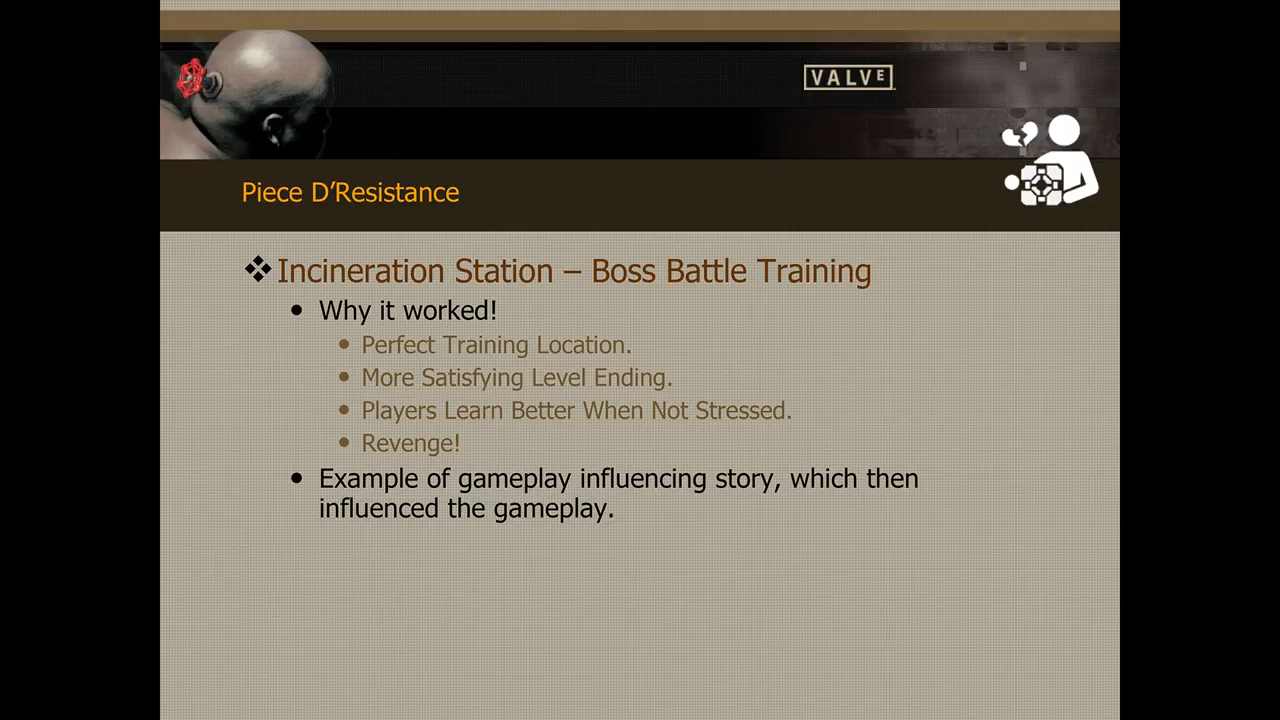 VALVE
Piece D’Resistance
Incineration Station – Boss Battle Training
Why it worked!
Perfect Training Location.
More Satisfying Level Ending.
Players Learn Better When Not Stressed.
Revenge!
Example of gameplay influencing story, which then
influenced the gameplay.